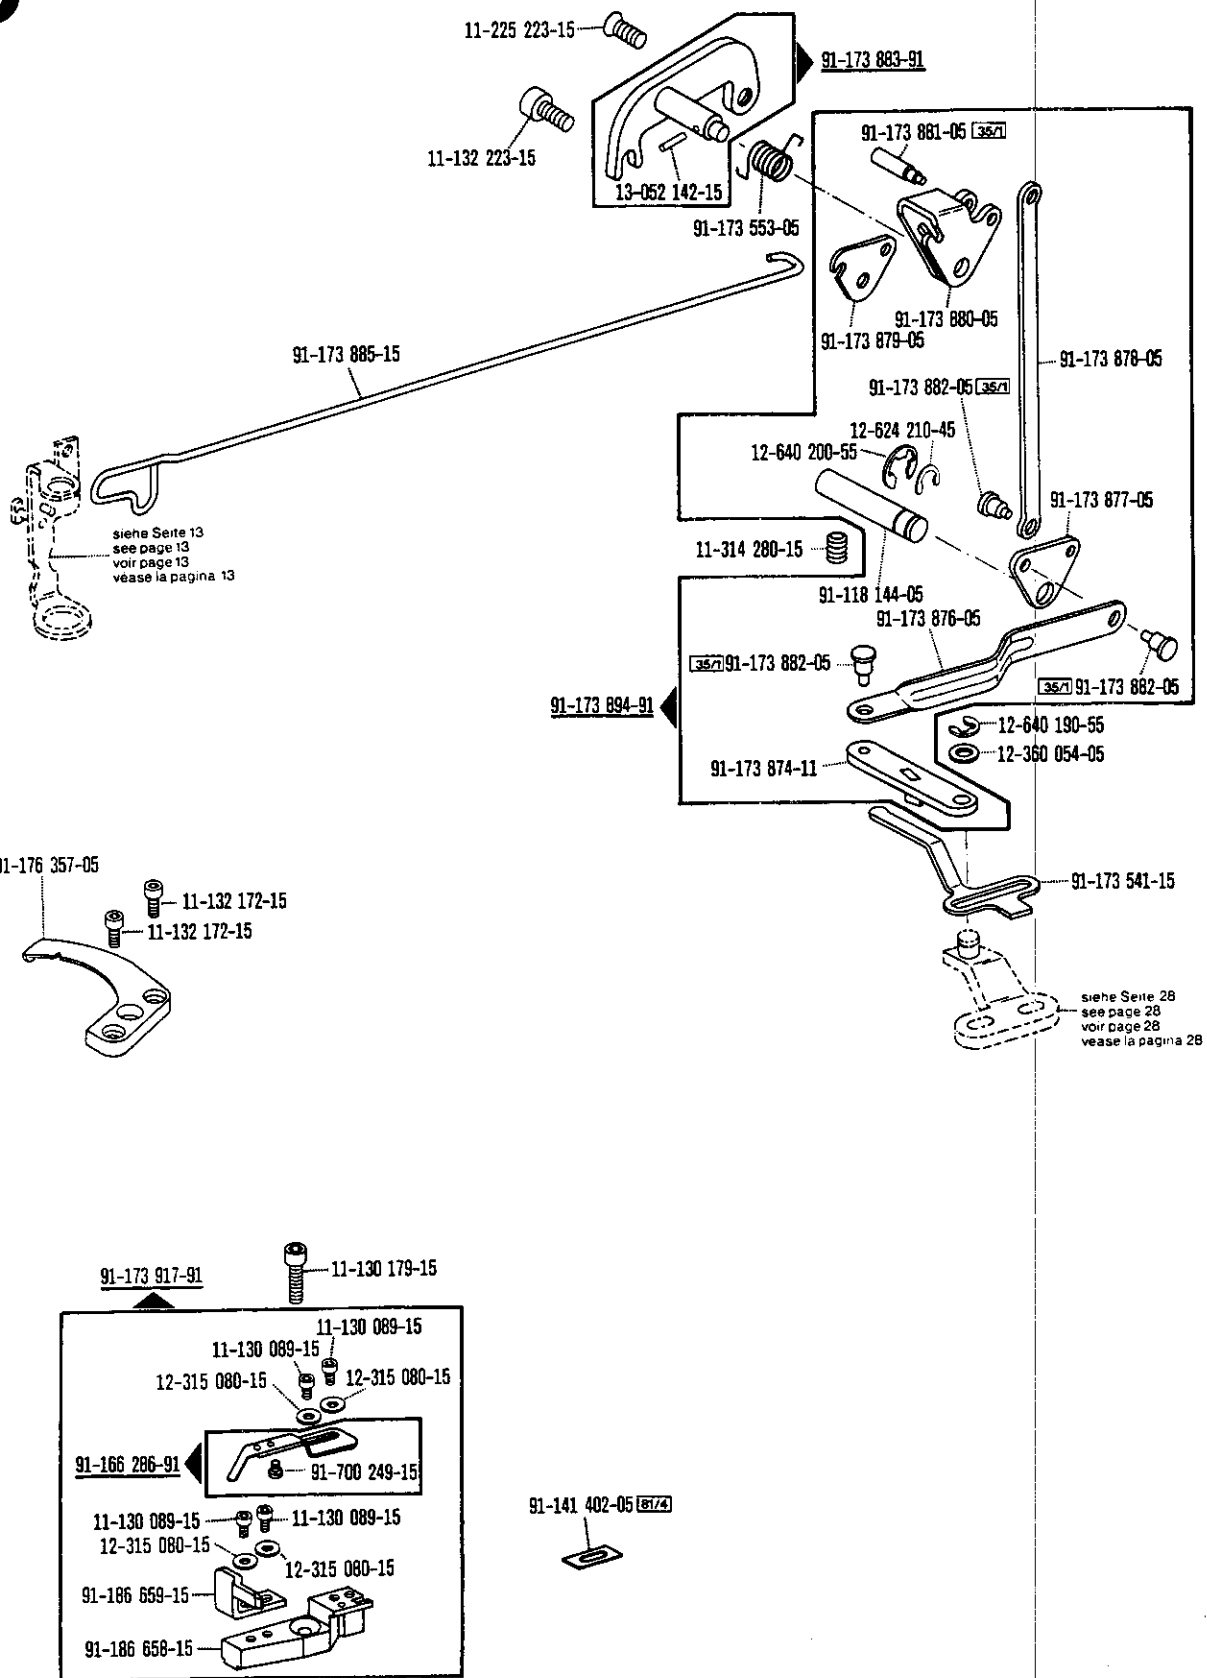 11-225 223-15
91-173 883-91
11-132 223-15
13-052 142-15
91-173 553-05
91-173 881-05 35/1
91-173 880-05
91-173 879-05
91-173 878-05
91-173 885-15
91-173 882-05 35/1
12-624 210-45
12-640 200-55
91-173 877-05
siehe Seite 13
see page 13
voir page 13
véase la pagina 13
11-314 280-15
91-118 144-05
91-173 876-05
35/1 91-173 882-05
35/1 91-173 882-05
91-173 894-91
12-640 190-55
12-360 054-05
91-173 874-11
91-176 357-05
11-132 172-15
11-132 172-15
91-173 541-15
siehe Seite 28
see page 28
voir page 28
vease la pagina 28
91-173 917-91
11-130 179-15
11-130 089-15
11-130 089-15
12-315 080-15
12-315 080-15
91-166 286-91
91-700 249-15
11-130 089-15
11-130 089-15
12-315 080-15
12-315 080-15
91-186 659-15
91-186 658-15
91-141 402-05 81/4